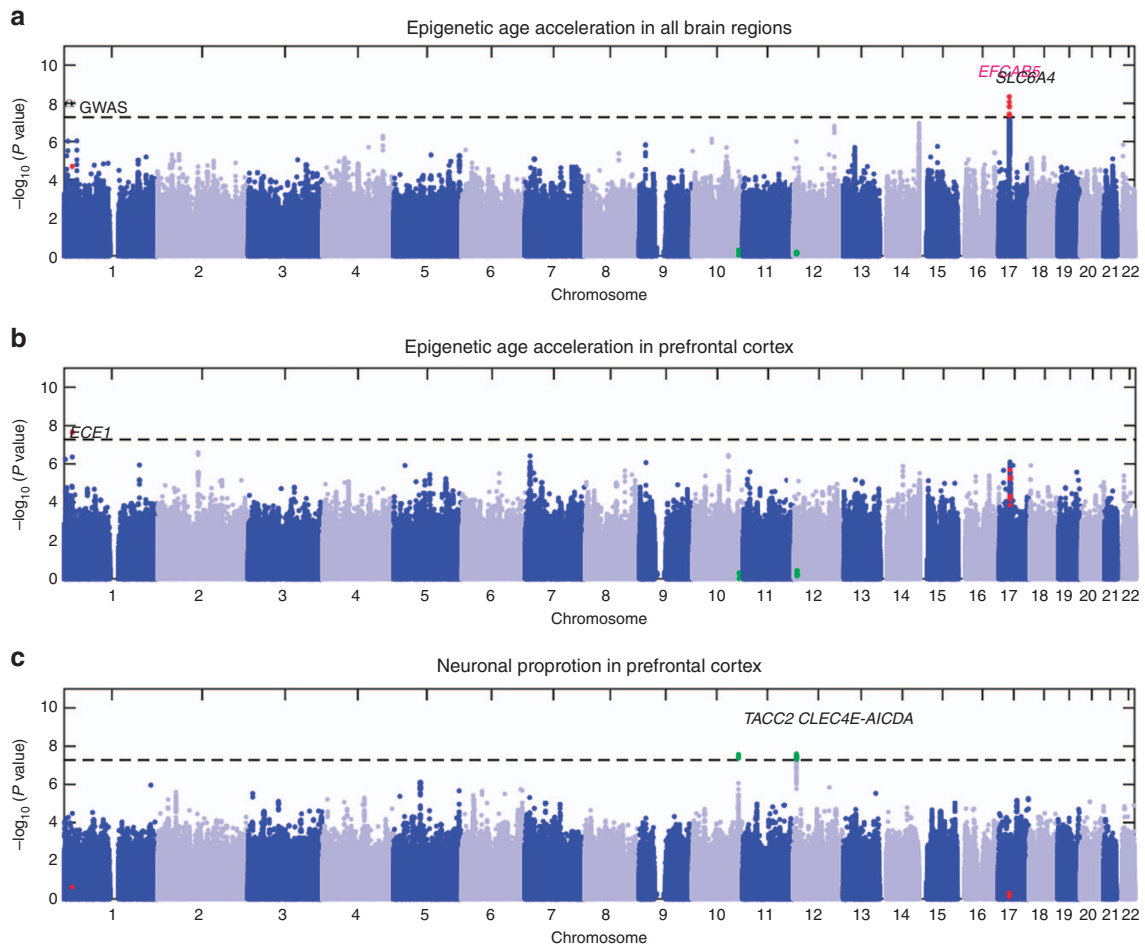 a
Epigenetic age acceleration in all brain regions
10
8
6
4
2
0
–log10 (P value)
GWAS
EFCAB5
SLC6A4
1 2 3 4 5 6 7 8 9 10 11 12 13 14 15 16 17 18 19 20 21 22
Chromosome
b
Epigenetic age acceleration in prefrontal cortex
10
8
6
4
2
0
–log10 (P value)
ECE1
1 2 3 4 5 6 7 8 9 10 11 12 13 14 15 16 17 18 19 20 21 22
Chromosome
c
Neuronal proprotion in prefrontal cortex
10
8
6
4
2
0
–log10 (P value)
TACC2 CLEC4E-AICDA
1 2 3 4 5 6 7 8 9 10 11 12 13 14 15 16 17 18 19 20 21 22
Chromosome